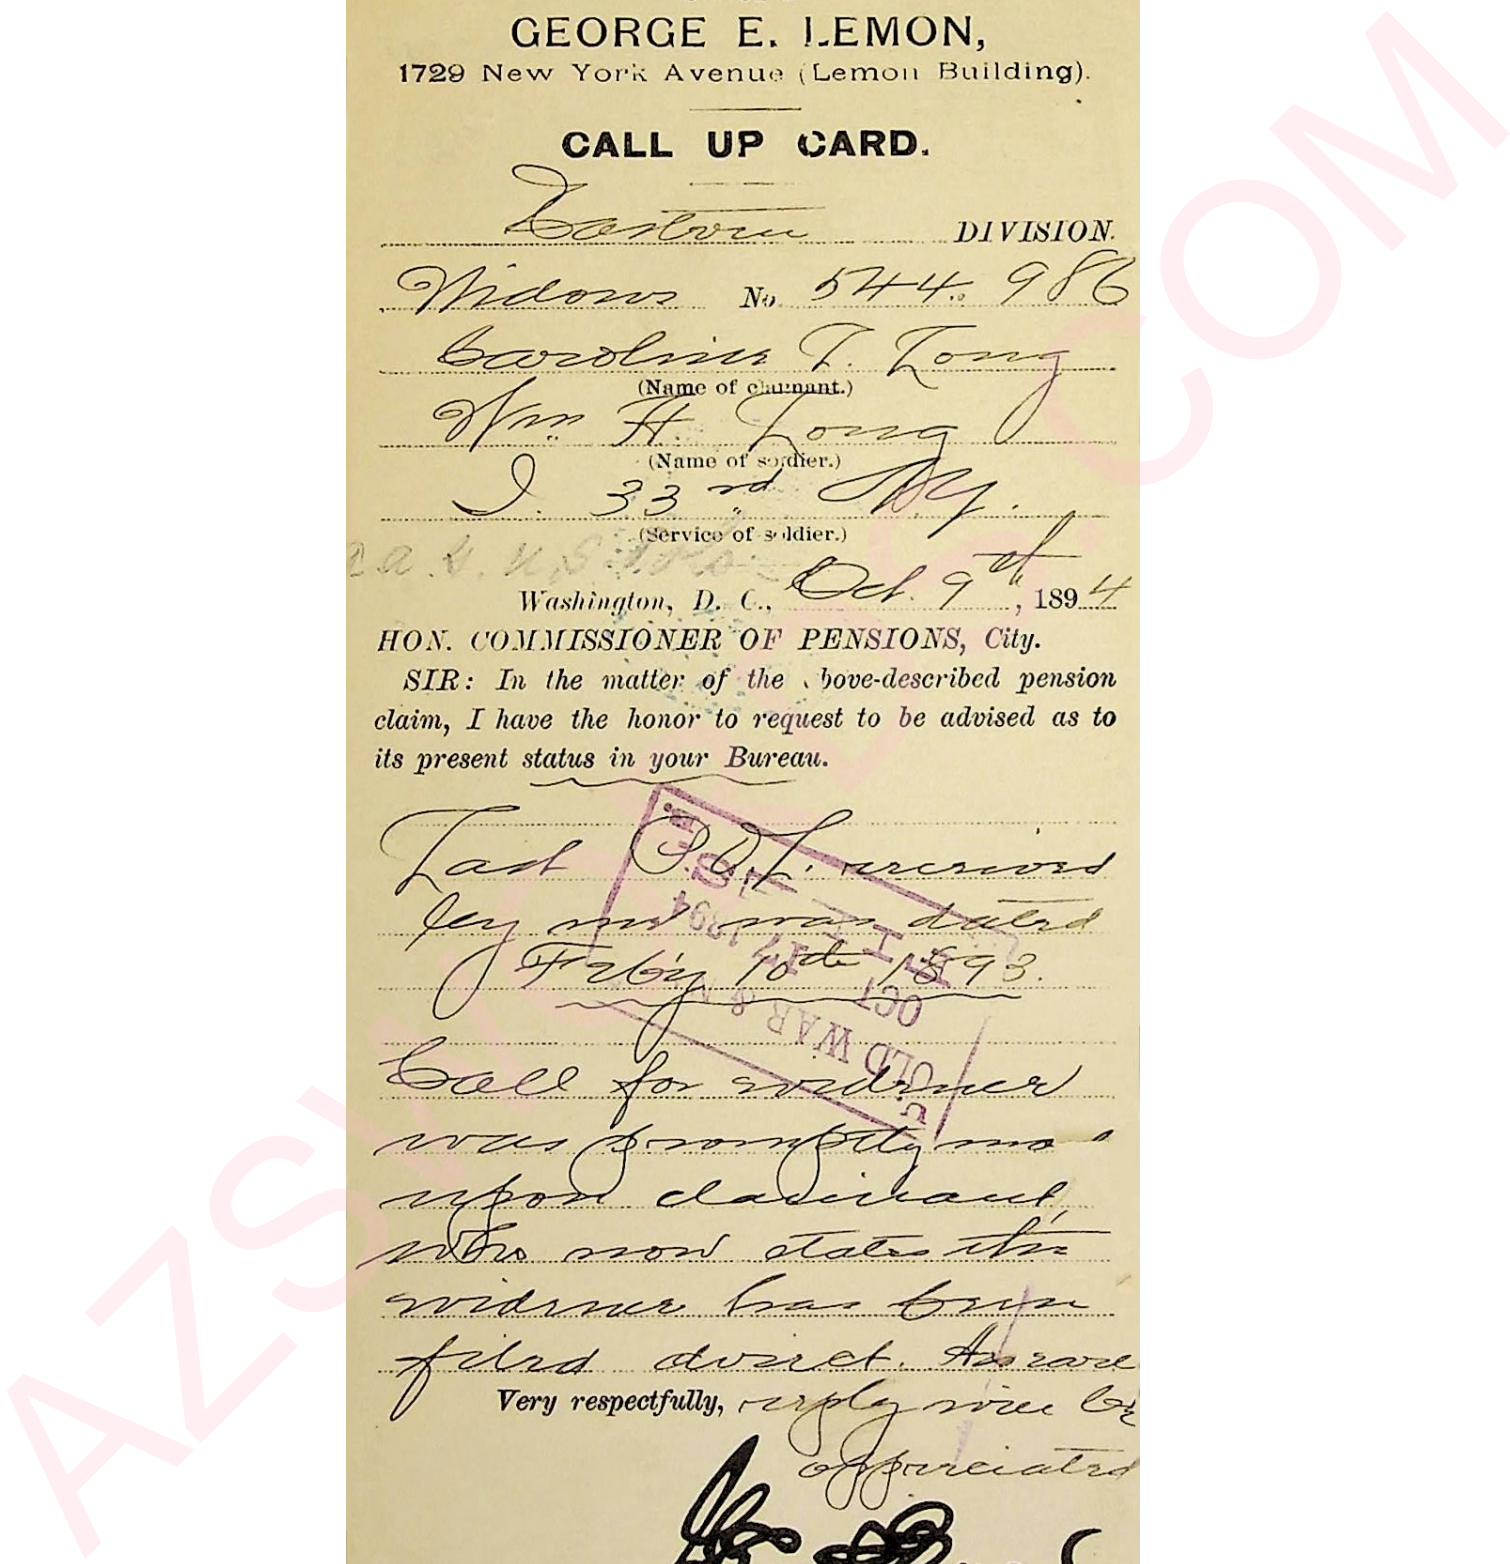 GEORGE E. LEMON,
1729 New York Avenue (Lemon Building).
CALL UP CARD.
Eastern DIVISION.
Widows No. 544.986
Caroline T. Long
(Name of claimant.)
Wm. H. Long
(Name of soldier.)
I. 33rd N.Y.
(Service of soldier.)
Washington, D. C., Oct. 9th, 1894
HON. COMMISSIONER OF PENSIONS, City.
SIR: In the matter of the above-described pension
claim, I have the honor to request to be advised as to
its present status in your Bureau.
Last received
by me was dated
Feby 10th 1893.
OCT 17 1894
OLD WAR &
Call for evidence
was promptly
upon claimant,
who now states the
evidence has been
filed direct. An
Very respectfully, reply will be
appreciated
AZSWORLDS.COM